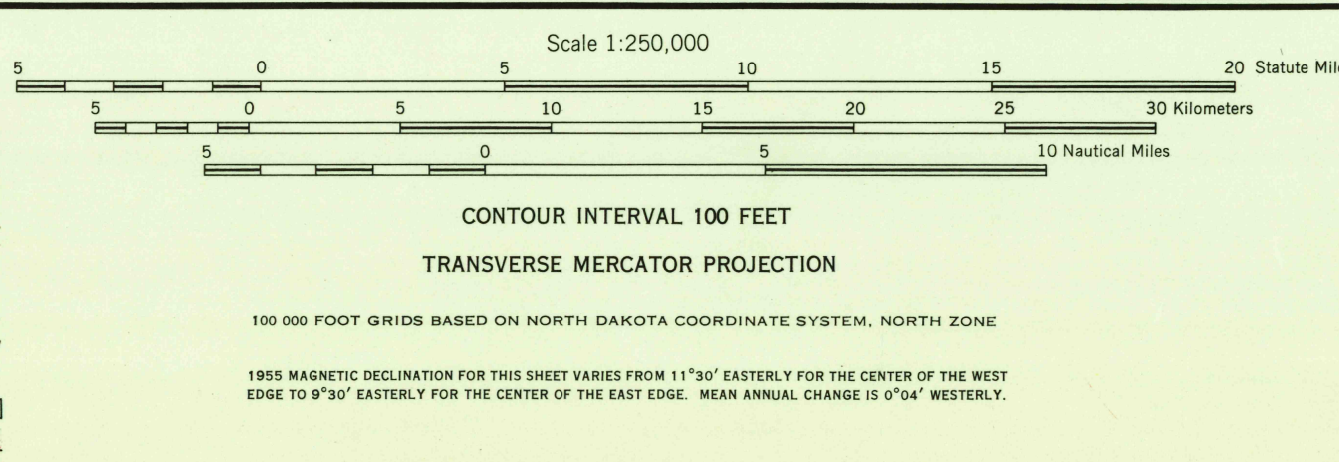 Scale 1:250,000
5 0 5 10 15 20 Statute
5 0 5 10 15 20 25 30 Kilometers
5 0 5 10 Nautical Miles
CONTOUR INTERVAL 100 FEET
TRANSVERSE MERCATOR PROJECTION
100 000 FOOT GRIDS BASED ON NORTH DAKOTA COORDINATE SYSTEM, NORTH ZONE
1955 MAGNETIC DECLINATION FOR THIS SHEET VARIES FROM 11°30′ EASTERLY FOR THE CENTER OF THE WEST
EDGE TO 9°30′ EASTERLY FOR THE CENTER OF THE EAST EDGE. MEAN ANNUAL CHANGE IS 0°04′ WESTERLY.